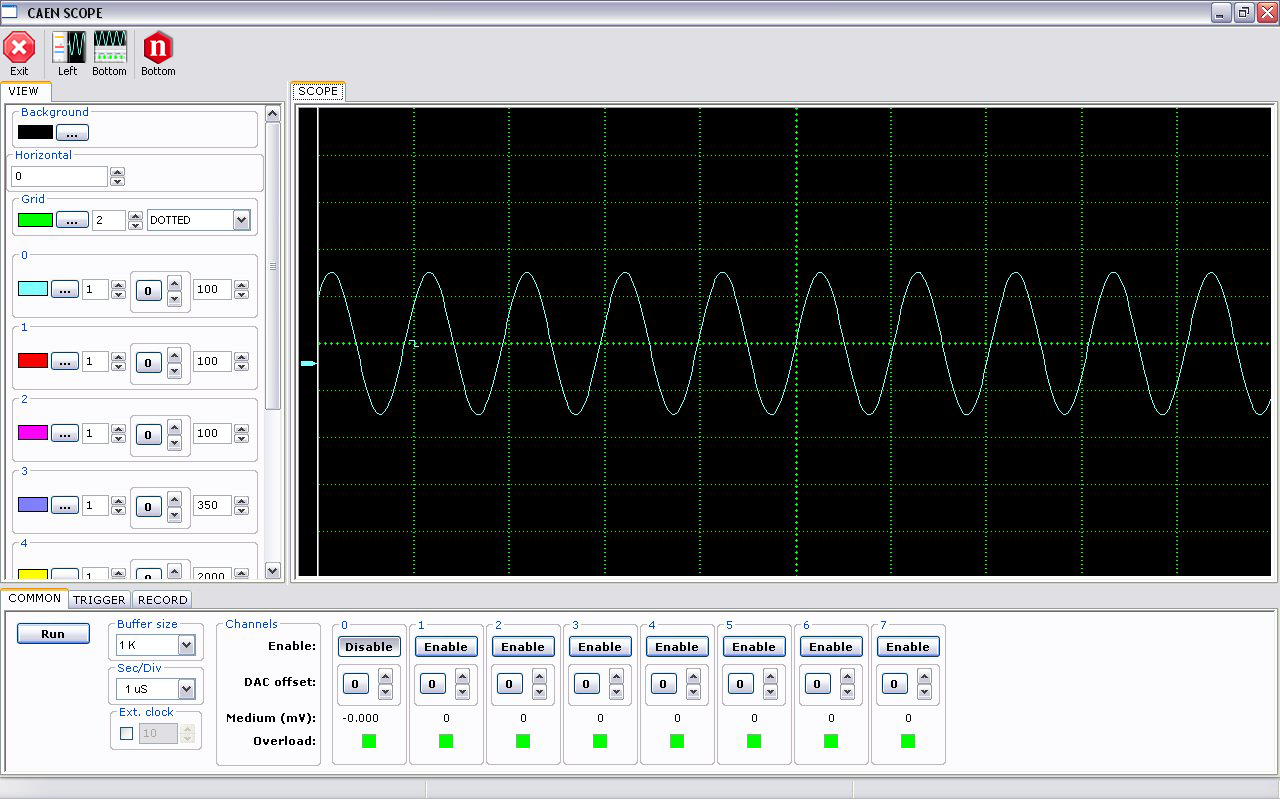 CAEN SCOPE
Exit Left Bottom n Bottom
VIEW
SCOPE
Background
...
Horizontal
0
Grid
... 2 DOTTED
0
... 1 0 100
1
... 1 0 100
2
... 1 0 100
3
... 1 0 350
4
... 1 0 2000
COMMON TRIGGER RECORD
Run
Buffer size
1 K
Sec/Div
1 uS
Ext. clock
10
Channels 0 1 2 3 4 5 6 7
Enable: Disable Enable Enable Enable Enable Enable Enable Enable
DAC offset: 0 0 0 0 0 0 0 0
Medium (mV): -0.000 0 0 0 0 0 0 0
Overload: